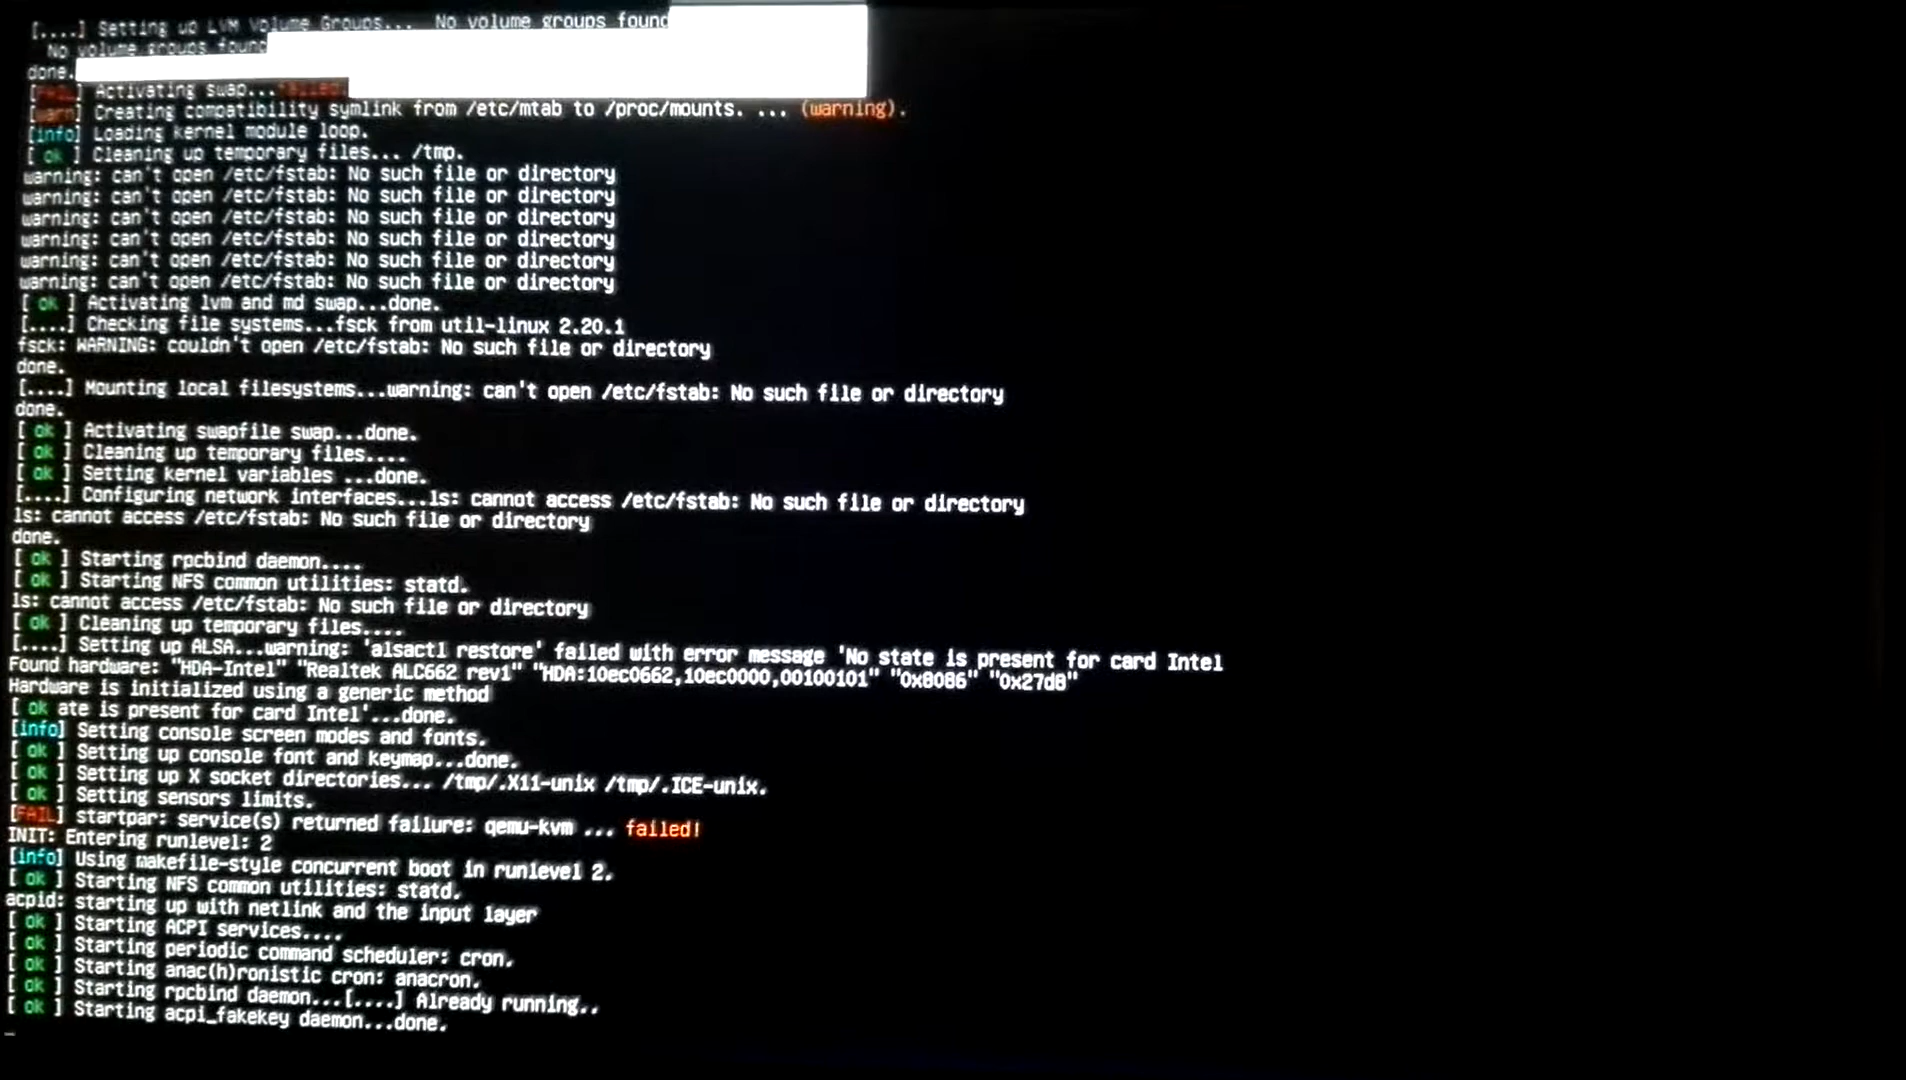 [....] Setting up LVM Volume Groups... No volume groups found
No volume groups found
done.
[FAIL] Activating swap...failed!
[warn] Creating compatibility symlink from /etc/mtab to /proc/mounts. ... (warning).
[info] Loading kernel module loop.
[ ok ] Cleaning up temporary files... /tmp.
warning: can't open /etc/fstab: No such file or directory
warning: can't open /etc/fstab: No such file or directory
warning: can't open /etc/fstab: No such file or directory
warning: can't open /etc/fstab: No such file or directory
warning: can't open /etc/fstab: No such file or directory
warning: can't open /etc/fstab: No such file or directory
[ ok ] Activating lvm and md swap...done.
[....] Checking file systems...fsck from util-linux 2.20.1
fsck: WARNING: couldn't open /etc/fstab: No such file or directory
done.
[....] Mounting local filesystems...warning: can't open /etc/fstab: No such file or directory
done.
[ ok ] Activating swapfile swap...done.
[ ok ] Cleaning up temporary files....
[ ok ] Setting kernel variables ...done.
[....] Configuring network interfaces...ls: cannot access /etc/fstab: No such file or directory
ls: cannot access /etc/fstab: No such file or directory
done.
[ ok ] Starting rpcbind daemon....
[ ok ] Starting NFS common utilities: statd.
ls: cannot access /etc/fstab: No such file or directory
[ ok ] Cleaning up temporary files....
[....] Setting up ALSA...warning: 'alsactl restore' failed with error message 'No state is present for card Intel
Found hardware: "HDA-Intel" "Realtek ALC662 rev1" "HDA:10ec0662,10ec0000,00100101" "0x8086" "0x27d8"
Hardware is initialized using a generic method
[ ok ate is present for card Intel'...done.
[info] Setting console screen modes and fonts.
[ ok ] Setting up console font and keymap...done.
[ ok ] Setting up X socket directories... /tmp/.X11-unix /tmp/.ICE-unix.
[ ok ] Setting sensors limits.
[FAIL] startpar: service(s) returned failure: qemu-kvm ... failed!
INIT: Entering runlevel: 2
[info] Using makefile-style concurrent boot in runlevel 2.
[ ok ] Starting NFS common utilities: statd.
acpid: starting up with netlink and the input layer
[ ok ] Starting ACPI services....
[ ok ] Starting periodic command scheduler: cron.
[ ok ] Starting anac(h)ronistic cron: anacron.
[ ok ] Starting rpcbind daemon...[....] Already running..
[ ok ] Starting acpi_fakekey daemon...done.